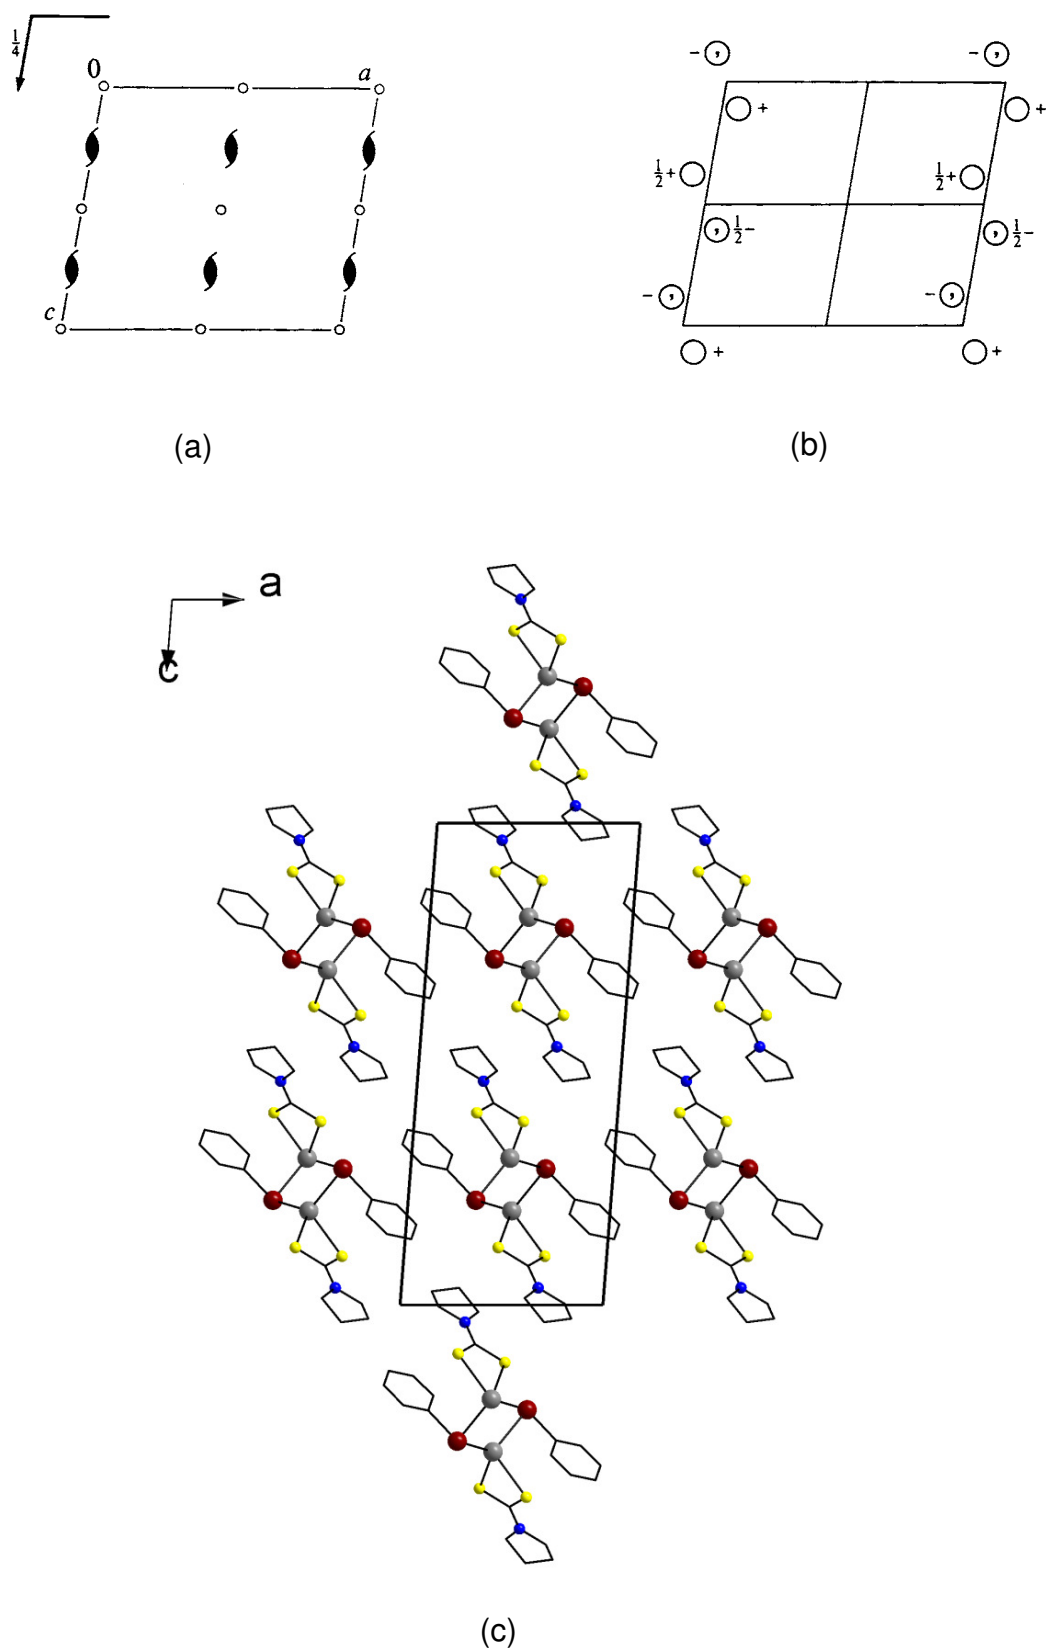 1/4
0
a
c
(a)
- , - ,
+ +
1/2+ 1/2+
, 1/2- , 1/2-
- , - ,
+ +
(b)
a
c
(c)